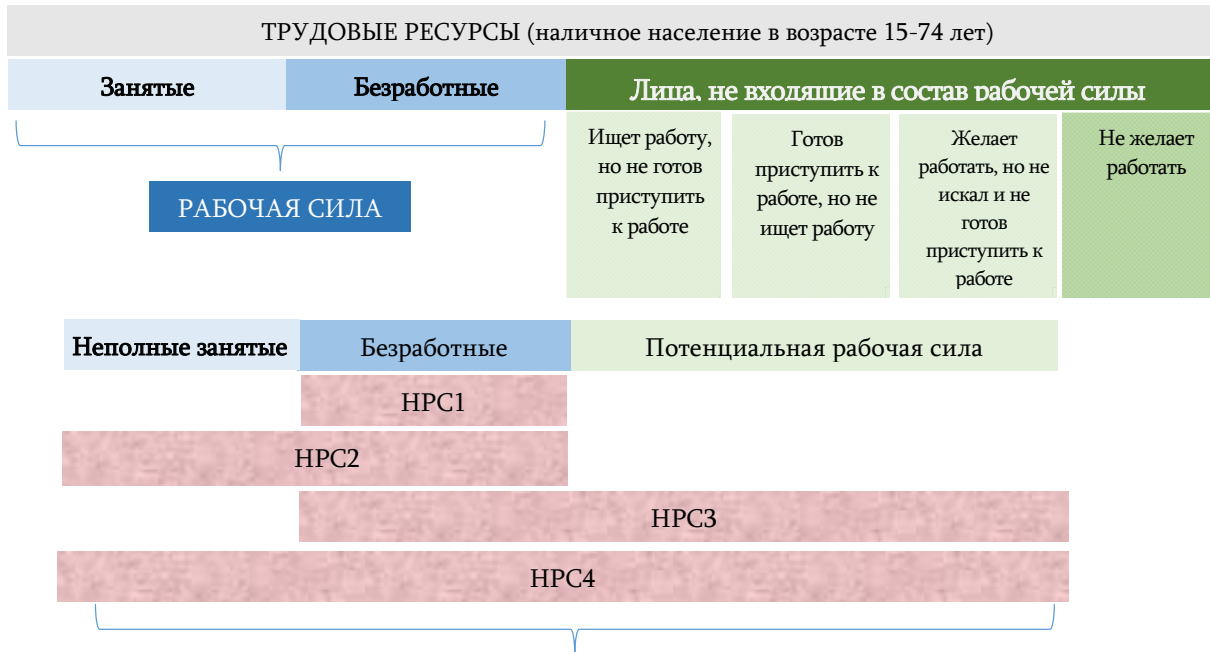 ТРУДОВЫЕ РЕСУРСЫ (наличное население в возрасте 15-74 лет)
Занятые
Безработные
Лица, не входящие в состав рабочей силы
РАБОЧАЯ СИЛА
Ищет работу,
но не готов
приступить
к работе
Готов
приступить к
работе, но не
ищет работу
Желает
работать, но не
искал и не
готов
приступить к
работе
Не желает
работать
Неполные занятые
Безработные
Потенциальная рабочая сила
НРС1
НРС2
НРС3
НРС4